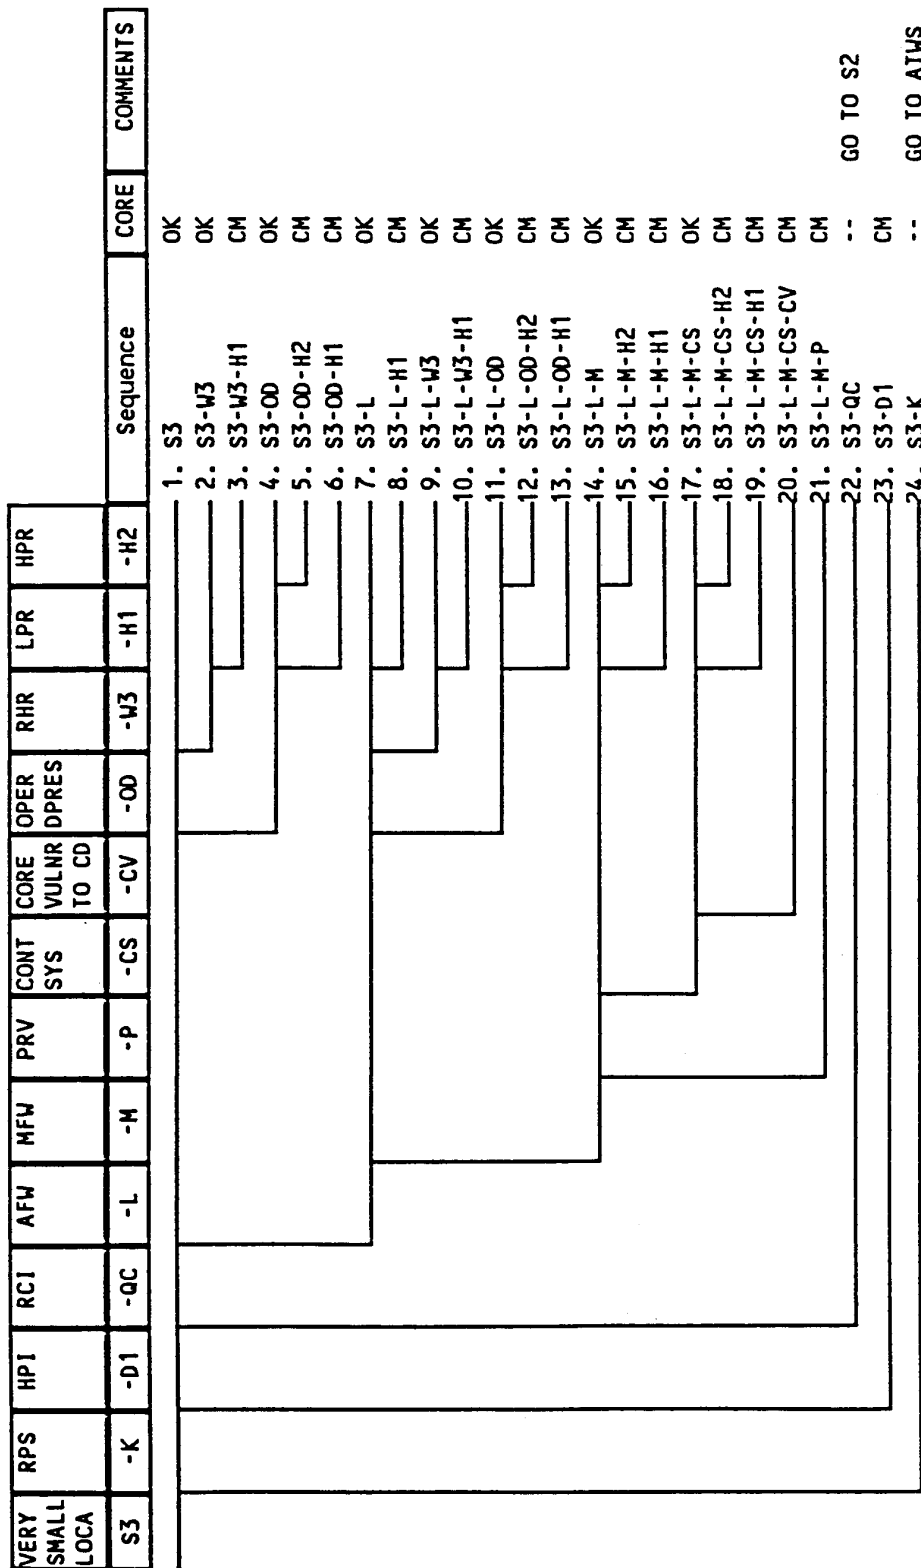 VERY SMALL LOCA
RPS
HPI
RCI
AFW
MFW
PRV
CONT SYS
CORE VULNR TO CD
OPER DPRES
RHR
LPR
HPR
S3
-K
-D1
-QC
-L
-M
-P
-CS
-CV
-OD
-W3
-H1
-H2
Sequence
CORE
COMMENTS
1. S3 OK
2. S3-W3 OK
3. S3-W3-H1 CM
4. S3-OD OK
5. S3-OD-H2 CM
6. S3-OD-H1 CM
7. S3-L OK
8. S3-L-H1 CM
9. S3-L-W3 OK
10. S3-L-W3-H1 CM
11. S3-L-OD OK
12. S3-L-OD-H2 CM
13. S3-L-OD-H1 CM
14. S3-L-M OK
15. S3-L-M-H2 CM
16. S3-L-M-H1 CM
17. S3-L-M-CS OK
18. S3-L-M-CS-H2 CM
19. S3-L-M-CS-H1 CM
20. S3-L-M-CS-CV CM
21. S3-L-M-P CM
22. S3-QC -- GO TO S2
23. S3-D1 CM
24. S3-K -- GO TO ATWS